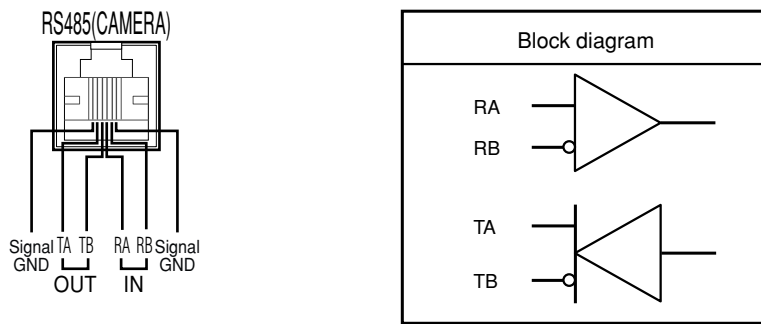 RS485(CAMERA)
Signal GND
TA TB
RA RB
Signal GND
OUT
IN
Block diagram
RA
RB
TA
TB